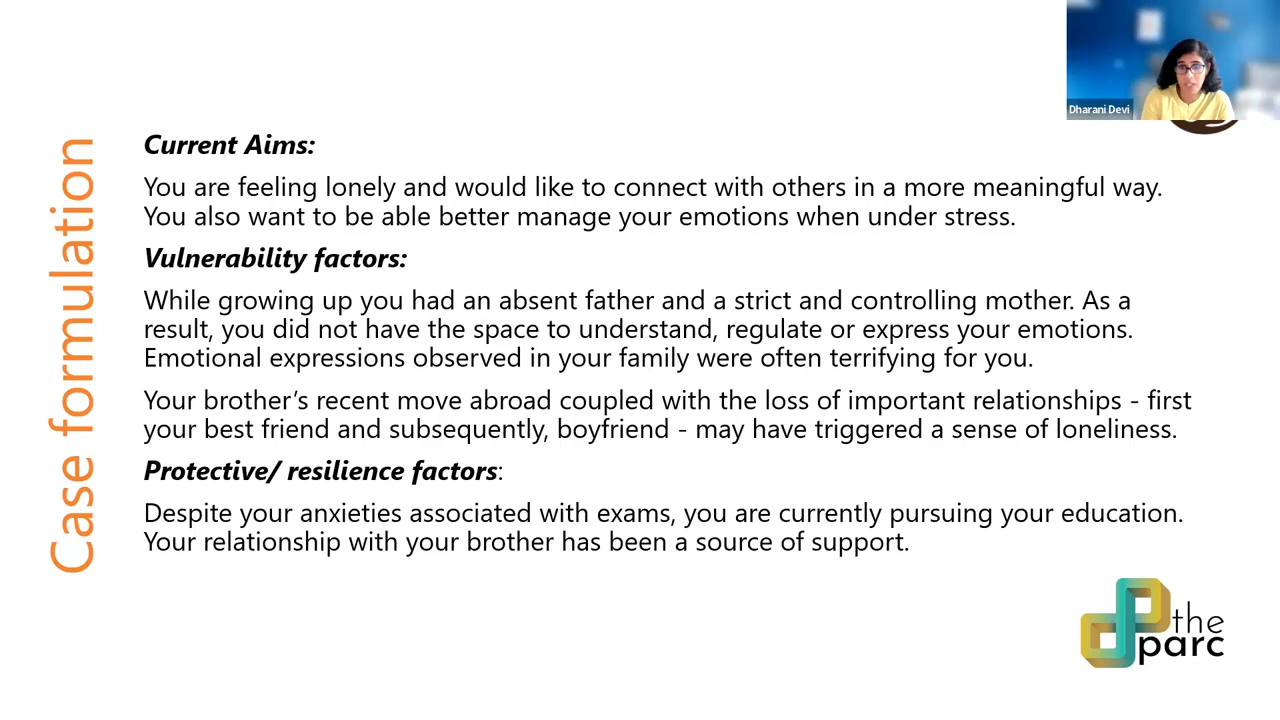 Dharani Devi
Case formulation
Current Aims:
You are feeling lonely and would like to connect with others in a more meaningful way.
You also want to be able better manage your emotions when under stress.
Vulnerability factors:
While growing up you had an absent father and a strict and controlling mother. As a
result, you did not have the space to understand, regulate or express your emotions.
Emotional expressions observed in your family were often terrifying for you.
Your brother’s recent move abroad coupled with the loss of important relationships - first
your best friend and subsequently, boyfriend - may have triggered a sense of loneliness.
Protective/ resilience factors:
Despite your anxieties associated with exams, you are currently pursuing your education.
Your relationship with your brother has been a source of support.
the
parc